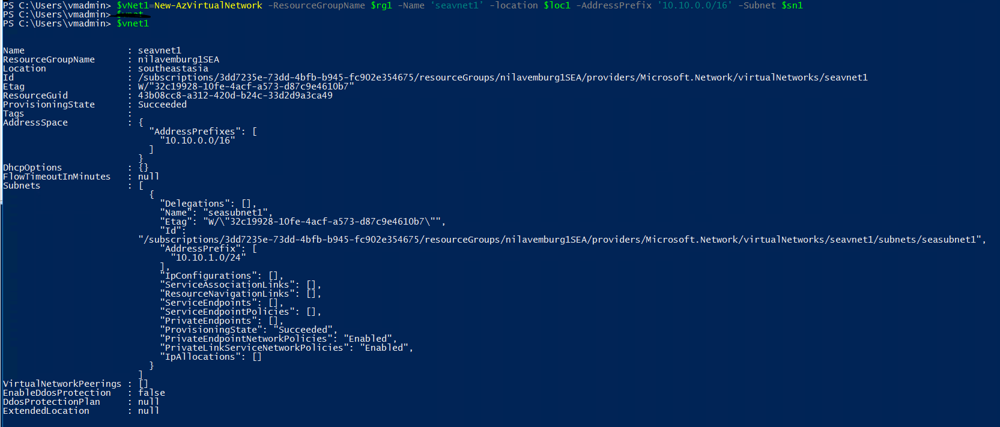 PS C:\Users\vmadmin> $vNet1=New-AzVirtualNetwork -ResourceGroupName $rg1 -Name ‘seavnet1’ -location $loc1 -AddressPrefix '10.10.0.0/16' -Subnet $sn1
PS C:\Users\vmadmin> $vnet
PS C:\Users\vmadmin> $vnet1
Name : seavnet1
ResourceGroupName : nilavemburg1SEA
Location : southeastasia
Id : /subscriptions/3dd7235e-73dd-4bfb-b945-fc902e354675/resourceGroups/nilavemburg1SEA/providers/Microsoft.Network/virtualNetworks/seavnet1
Etag : W/"32c19928-10fe-4acf-a573-d87c9e4610b7"
ResourceGuid : 43b08cc8-a312-420d-b24c-33d2d9a3ca49
ProvisioningState : Succeeded
Tags :
AddressSpace : {
"AddressPrefixes": [
"10.10.0.0/16"
]
}
DhcpOptions : {}
FlowTimeoutInMinutes : null
Subnets : [
{
"Delegations": [],
"Name": "seasubnet1",
"Etag": "W/\"32c19928-10fe-4acf-a573-d87c9e4610b7\"",
"Id":
"/subscriptions/3dd7235e-73dd-4bfb-b945-fc902e354675/resourceGroups/nilavemburg1SEA/providers/Microsoft.Network/virtualNetworks/seavnet1/subnets/seasubnet1",
"AddressPrefix": [
"10.10.1.0/24"
],
"IpConfigurations": [],
"ServiceAssociationLinks": [],
"ResourceNavigationLinks": [],
"ServiceEndpoints": [],
"ServiceEndpointPolicies": [],
"PrivateEndpoints": [],
"ProvisioningState": "Succeeded",
"PrivateEndpointNetworkPolicies": "Enabled",
"PrivateLinkServiceNetworkPolicies": "Enabled",
"IpAllocations": []
}
]
VirtualNetworkPeerings : []
EnableDdosProtection : false
DdosProtectionPlan : null
ExtendedLocation : null